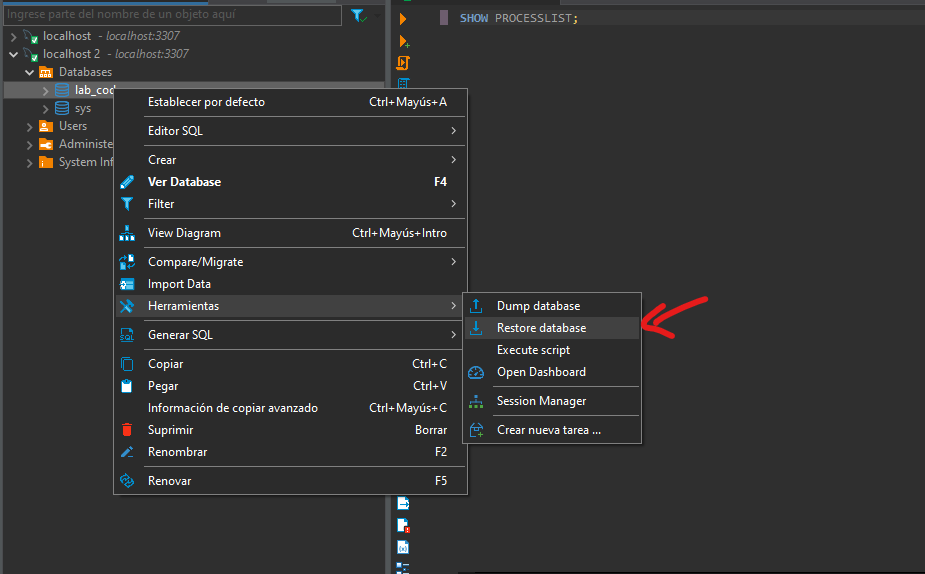 Ingrese parte del nombre de un objeto aquí
SHOW PROCESSLIST;
localhost - localhost:3307
localhost 2 - localhost:3307
Databases
lab_cod
sys
Users
Administe
System Inf
Establecer por defecto Ctrl+Mayús+A
Editor SQL
Crear
Ver Database F4
Filter
View Diagram Ctrl+Mayús+Intro
Compare/Migrate
Import Data
Herramientas
Generar SQL
Copiar Ctrl+C
Pegar Ctrl+V
Información de copiar avanzado Ctrl+Mayús+C
Suprimir Borrar
Renombrar F2
Renovar F5
Dump database
Restore database
Execute script
Open Dashboard
Session Manager
Crear nueva tarea ...